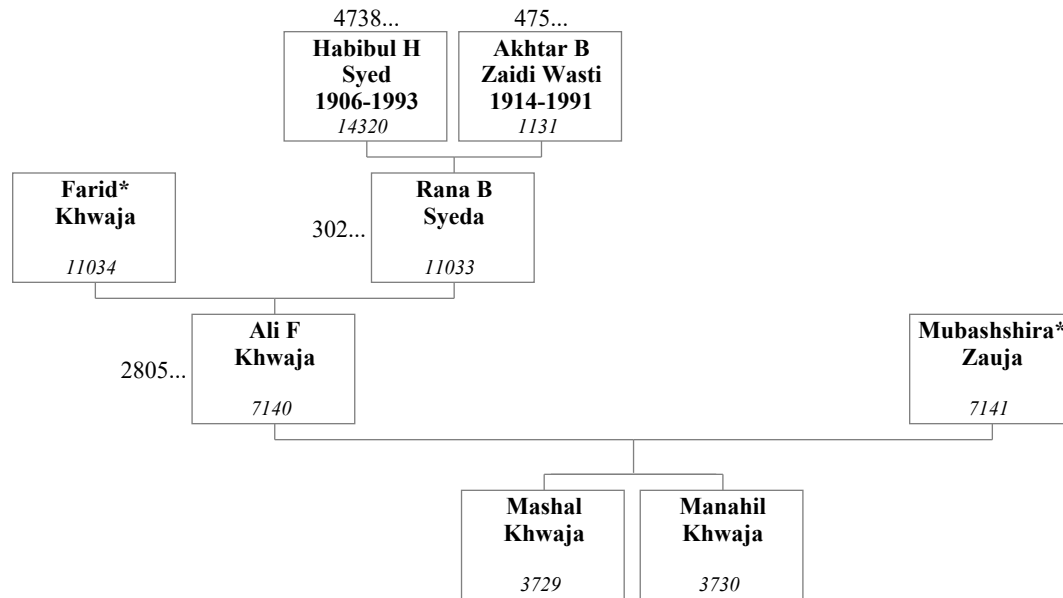 4738...
475...
Habibul H
Syed
1906-1993
14320
Akhtar B
Zaidi Wasti
1914-1991
1131
Farid*
Khwaja
11034
302...
Rana B
Syeda
11033
2805...
Ali F
Khwaja
7140
Mubashshira*
Zauja
7141
Mashal
Khwaja
3729
Manahil
Khwaja
3730